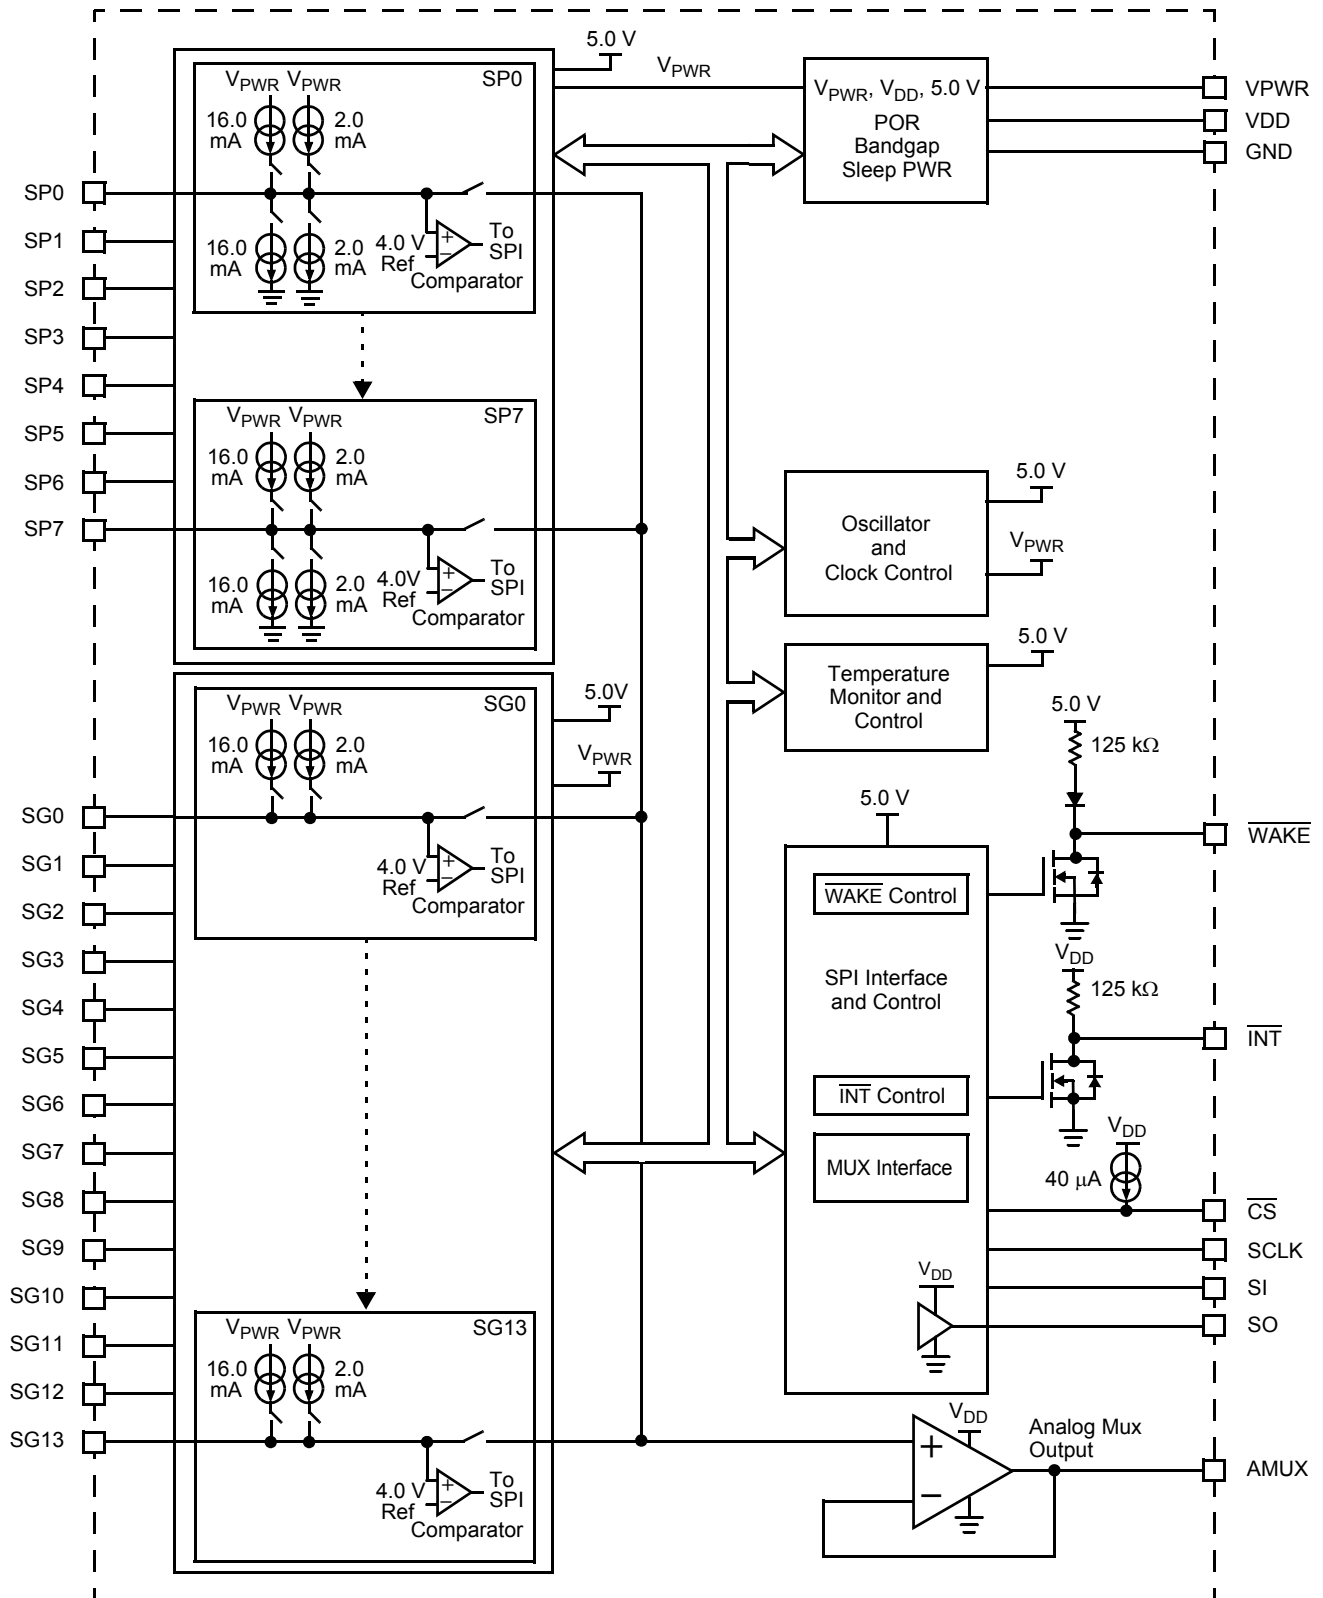 5.0 V
VPWR VPWR SP0
16.0 mA
2.0 mA
16.0 mA
2.0 mA
4.0 V Ref
+
−
To SPI
Comparator
VPWR
VPWR, VDD, 5.0 V
POR
Bandgap
Sleep PWR
VPWR
VDD
GND
SP0
SP1
SP2
SP3
SP4
SP5
SP6
SP7
VPWR VPWR SP7
16.0 mA
2.0 mA
16.0 mA
2.0 mA
4.0V Ref
+
−
To SPI
Comparator
Oscillator
and
Clock Control
5.0 V
VPWR
Temperature
Monitor and
Control
5.0 V
5.0V
VPWR
VPWR VPWR SG0
16.0 mA
2.0 mA
4.0 V Ref
+
−
To SPI
Comparator
SG0
SG1
SG2
SG3
SG4
SG5
SG6
SG7
SG8
SG9
SG10
SG11
SG12
SG13
5.0 V
125 kΩ
WAKE
5.0 V
WAKE Control
SPI Interface
and Control
INT Control
MUX Interface
VDD
125 kΩ
INT
VDD
40 μA
CS
SCLK
SI
SO
VDD
VPWR VPWR SG13
16.0 mA
2.0 mA
4.0 V Ref
+
−
To SPI
Comparator
VDD
+
−
Analog Mux
Output
AMUX